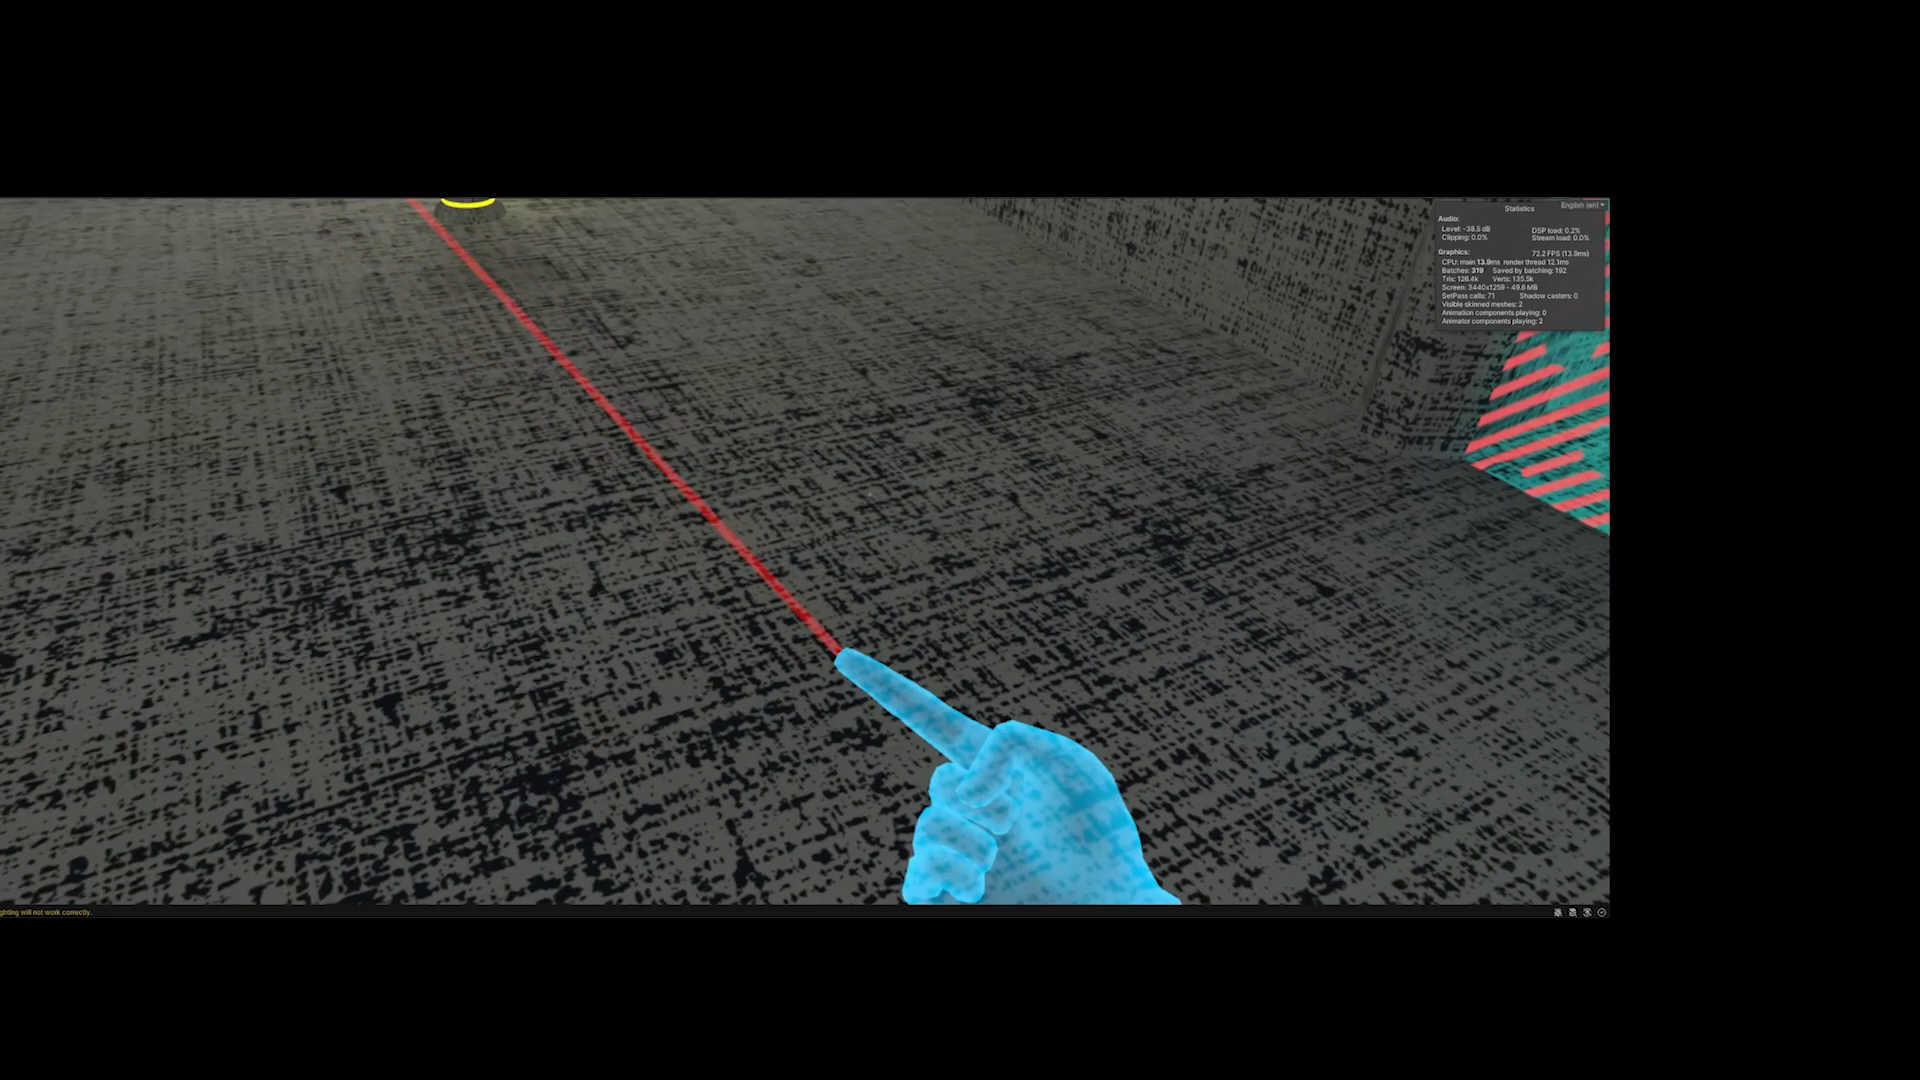 English (en)
Statistics
Audio:
Level: -38.5 dB DSP load: 0.2%
Clipping: 0.0% Stream load: 0.0%
Graphics: 72.2 FPS (13.9ms)
CPU: main 13.9ms render thread 12.1ms
Batches: 319 Saved by batching: 192
Tris: 126.4k Verts: 135.5k
Screen: 3440x1259 - 49.6 MB
SetPass calls: 71 Shadow casters: 0
Visible skinned meshes: 2
Animation components playing: 0
Animator components playing: 2
ghting will not work correctly.